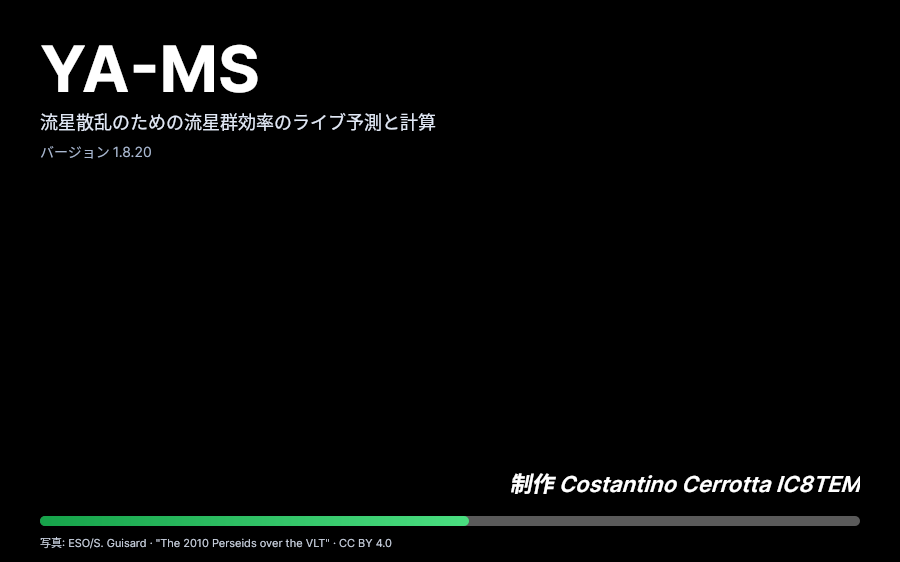 YA-MS
流星散乱のための流星群効率のライブ予測と計算
バージョン 1.8.20
制作 Costantino Cerrotta IC8TEM
写真: ESO/S. Guisard · "The 2010 Perseids over the VLT" · CC BY 4.0